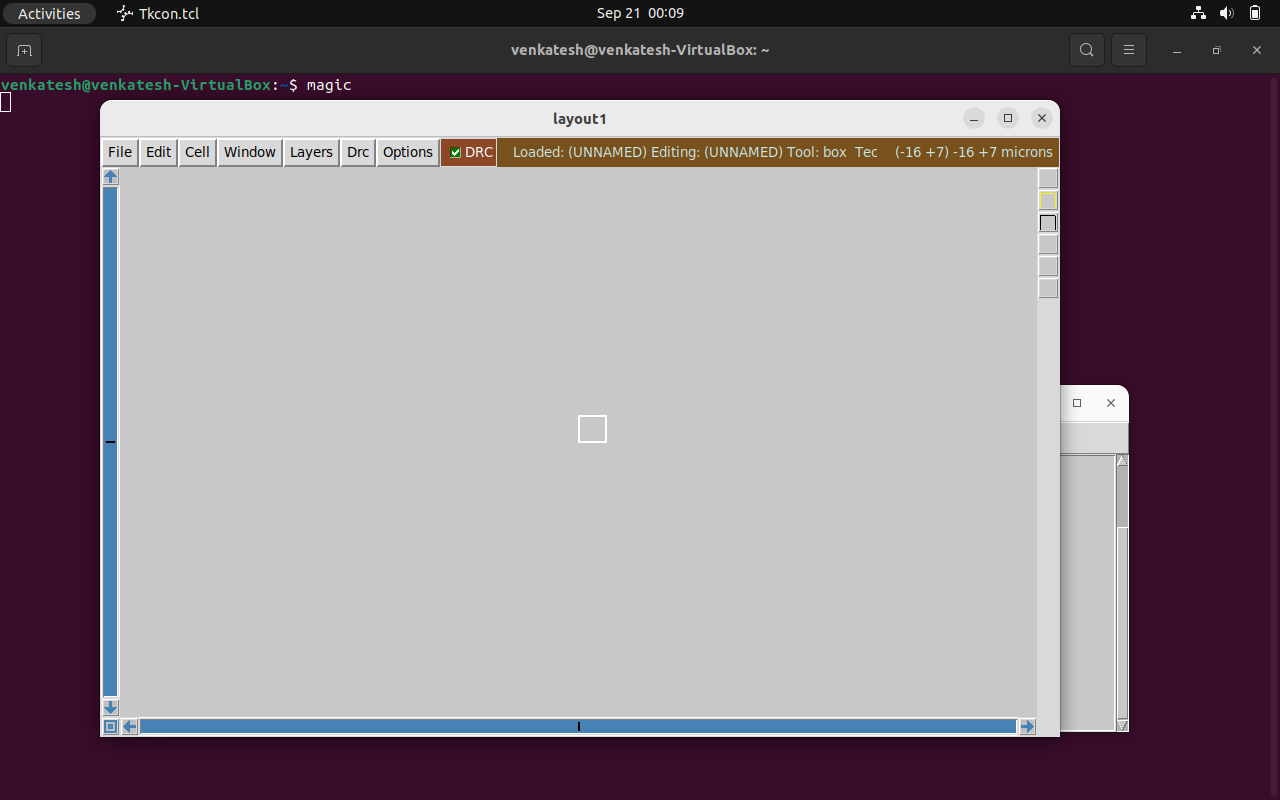 Activities Tkcon.tcl Sep 21 00:09
venkatesh@venkatesh-VirtualBox: ~
venkatesh@venkatesh-VirtualBox:~$ magic
layout1
File Edit Cell Window Layers Drc Options DRC Loaded: (UNNAMED) Editing: (UNNAMED) Tool: box Tec (-16 +7) -16 +7 microns